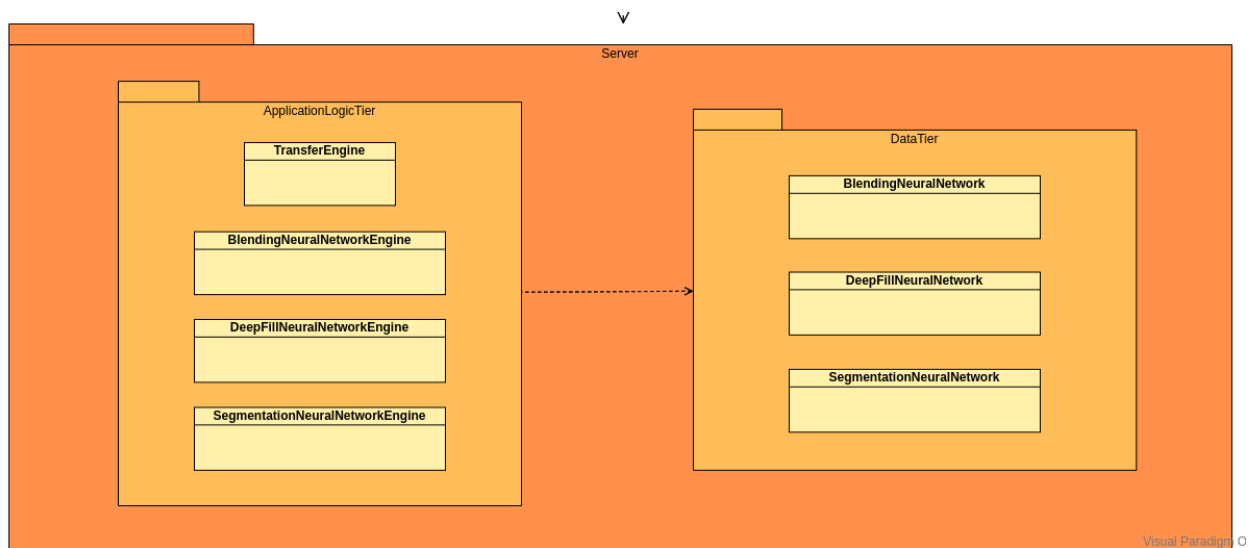 Server
ApplicationLogicTier
TransferEngine
BlendingNeuralNetworkEngine
DeepFillNeuralNetworkEngine
SegmentationNeuralNetworkEngine
DataTier
BlendingNeuralNetwork
DeepFillNeuralNetwork
SegmentationNeuralNetwork
Visual Paradigm O